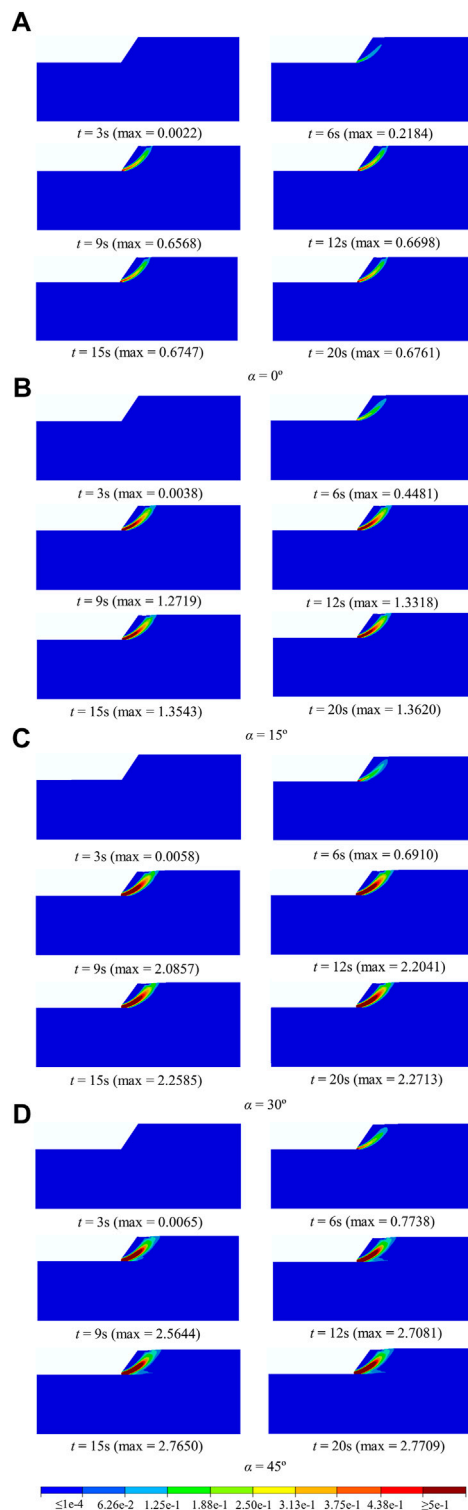 A
t = 3s (max = 0.0022) t = 6s (max = 0.2184)
t = 9s (max = 0.6568) t = 12s (max = 0.6698)
t = 15s (max = 0.6747) t = 20s (max = 0.6761)
α = 0º
B
t = 3s (max = 0.0038) t = 6s (max = 0.4481)
t = 9s (max = 1.2719) t = 12s (max = 1.3318)
t = 15s (max = 1.3543) t = 20s (max = 1.3620)
α = 15º
C
t = 3s (max = 0.0058) t = 6s (max = 0.6910)
t = 9s (max = 2.0857) t = 12s (max = 2.2041)
t = 15s (max = 2.2585) t = 20s (max = 2.2713)
α = 30º
D
t = 3s (max = 0.0065) t = 6s (max = 0.7738)
t = 9s (max = 2.5644) t = 12s (max = 2.7081)
t = 15s (max = 2.7650) t = 20s (max = 2.7709)
α = 45º
≤1e-4 6.26e-2 1.25e-1 1.88e-1 2.50e-1 3.13e-1 3.75e-1 4.38e-1 ≥5e-1